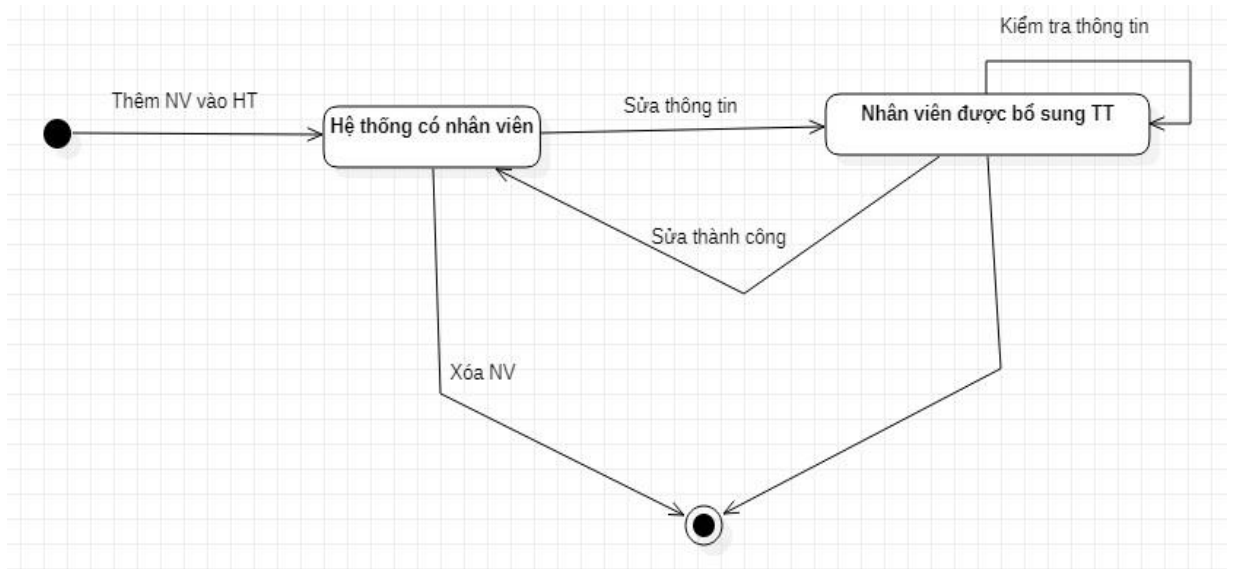 Kiểm tra thông tin
Thêm NV vào HT
Sửa thông tin
Hệ thống có nhân viên
Nhân viên được bổ sung TT
Sửa thành công
Xóa NV